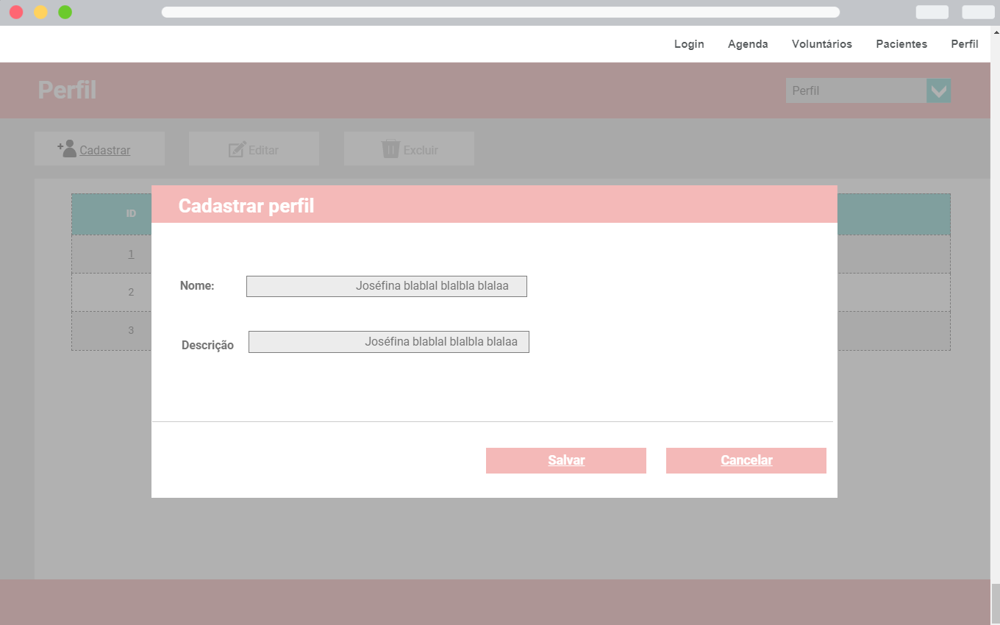 Login Agenda Voluntários Pacientes Perfil
Perfil Perfil
Cadastrar Editar Excluir
ID
Cadastrar perfil
1
2
3
Nome: Joséfina blablal blalbla blalaa
Descrição Joséfina blablal blalbla blalaa
Salvar Cancelar